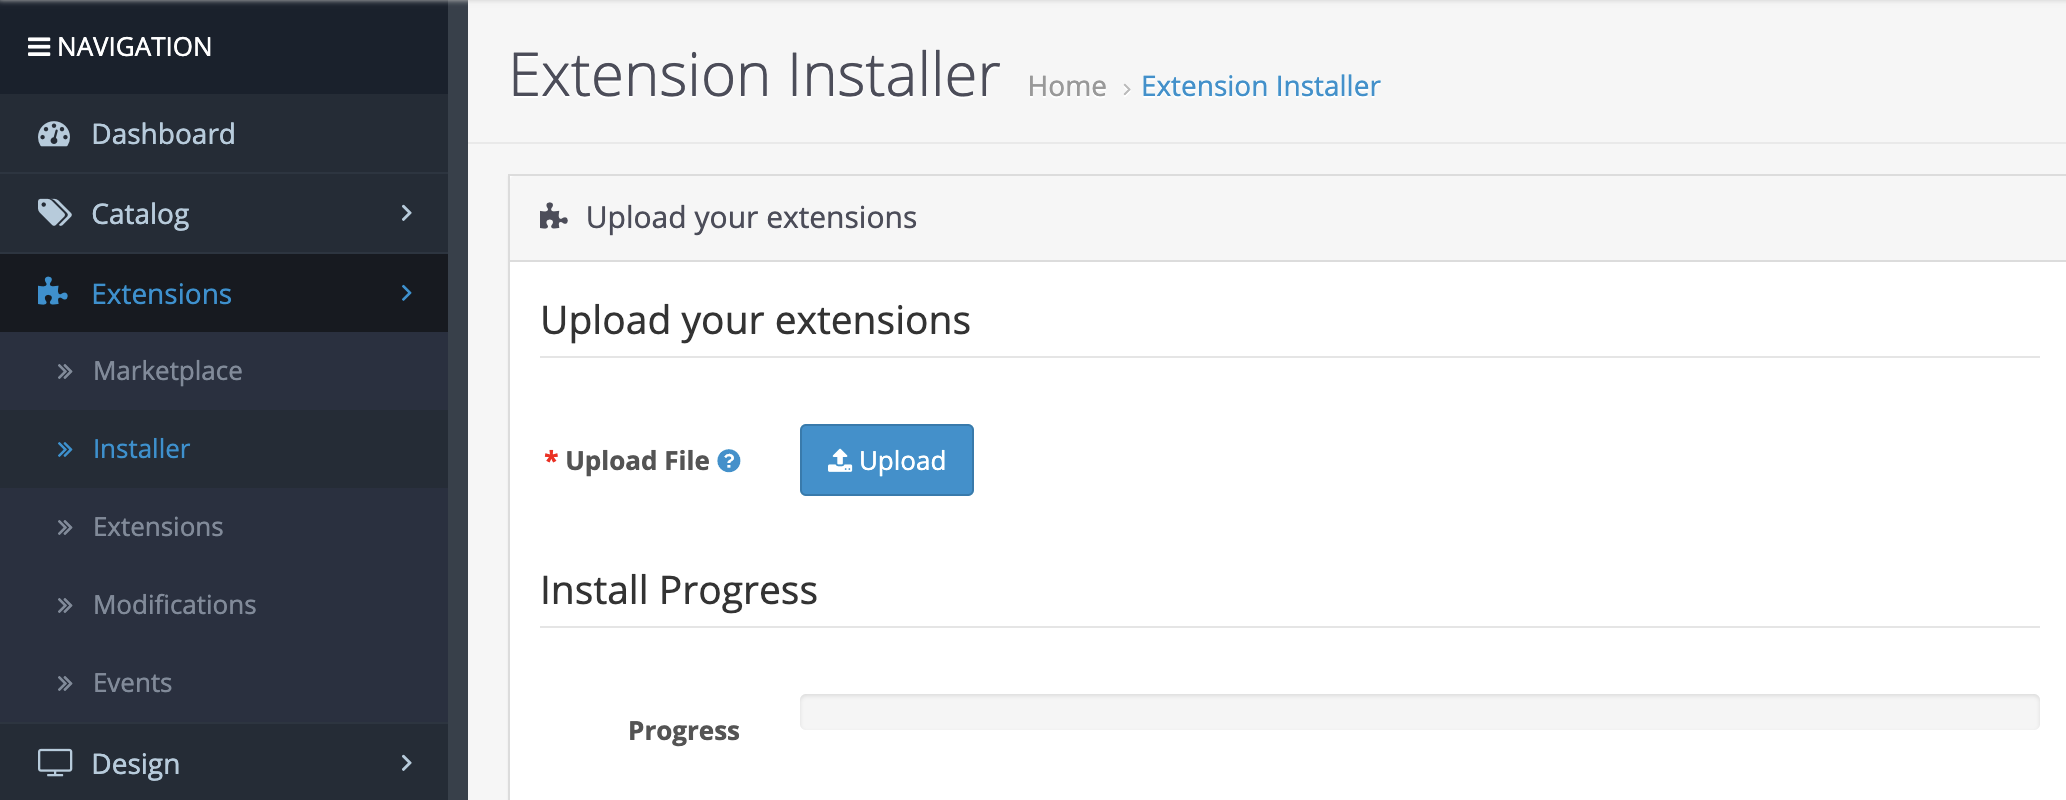 NAVIGATION
Dashboard
Catalog
Extensions
Marketplace
Installer
Extensions
Modifications
Events
Design
Extension Installer
Home › Extension Installer
Upload your extensions
Upload your extensions
* Upload File ?
Upload
Install Progress
Progress